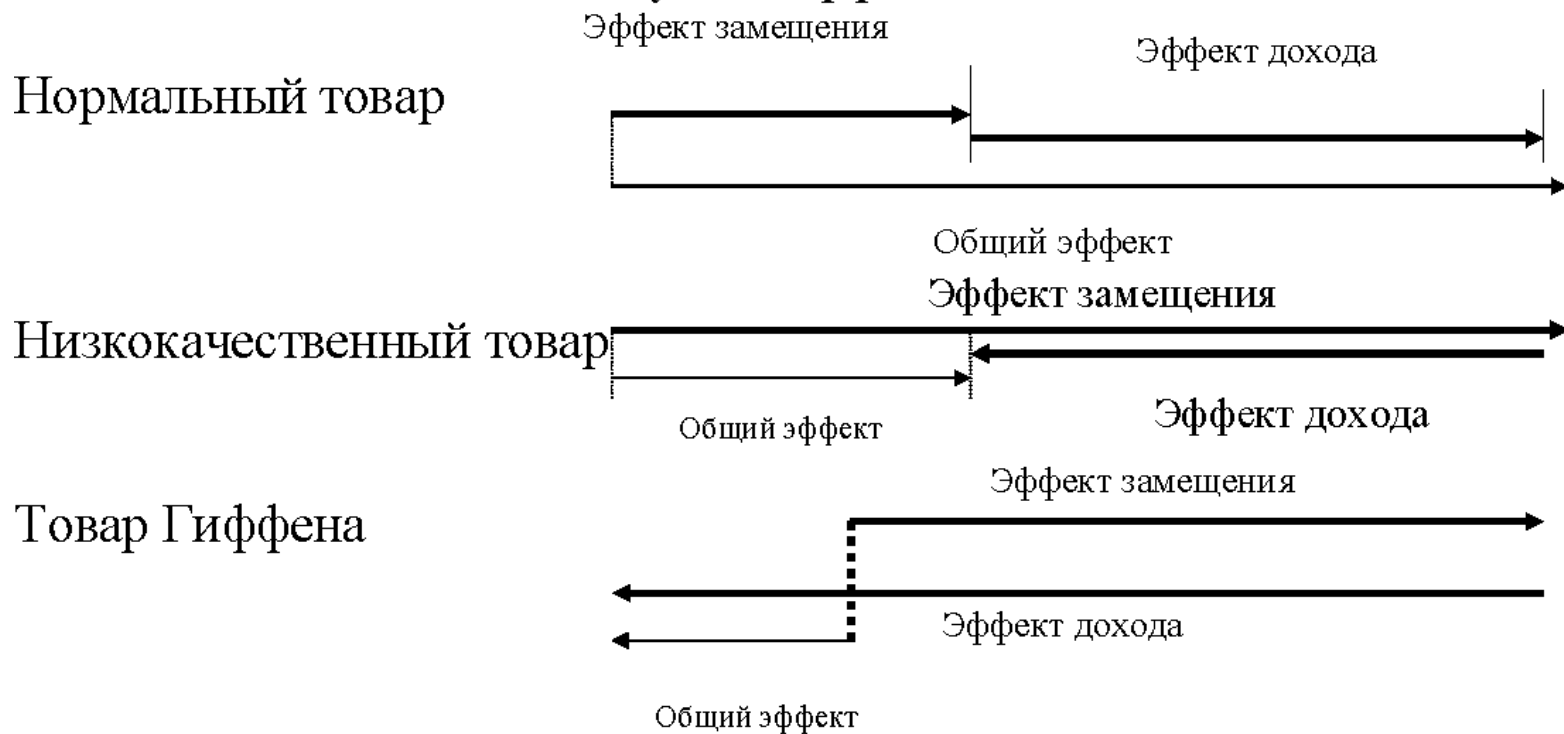 Эффект замещения
Эффект дохода
Нормальный товар
Общий эффект
Эффект замещения
Низкокачественный товар
Эффект дохода
Общий эффект
Эффект замещения
Товар Гиффена
Эффект дохода
Общий эффект